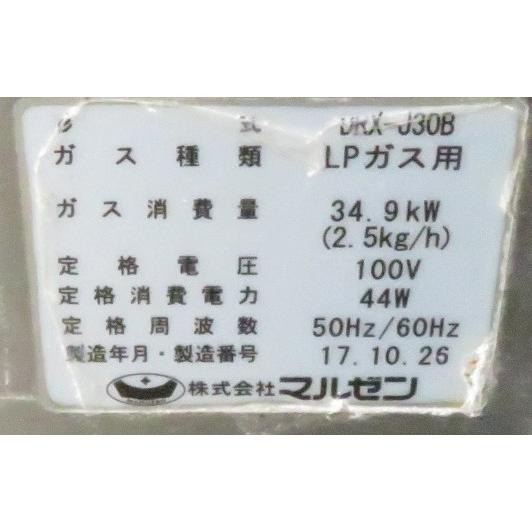 形 式 DRX-J30B
ガス種類 LPガス用
ガス消費量 34.9kW
(2.5kg/h)
定格電圧 100V
定格消費電力 44W
定格周波数 50Hz/60Hz
製造年月・製造番号 17.10.26
株式会社マルゼン